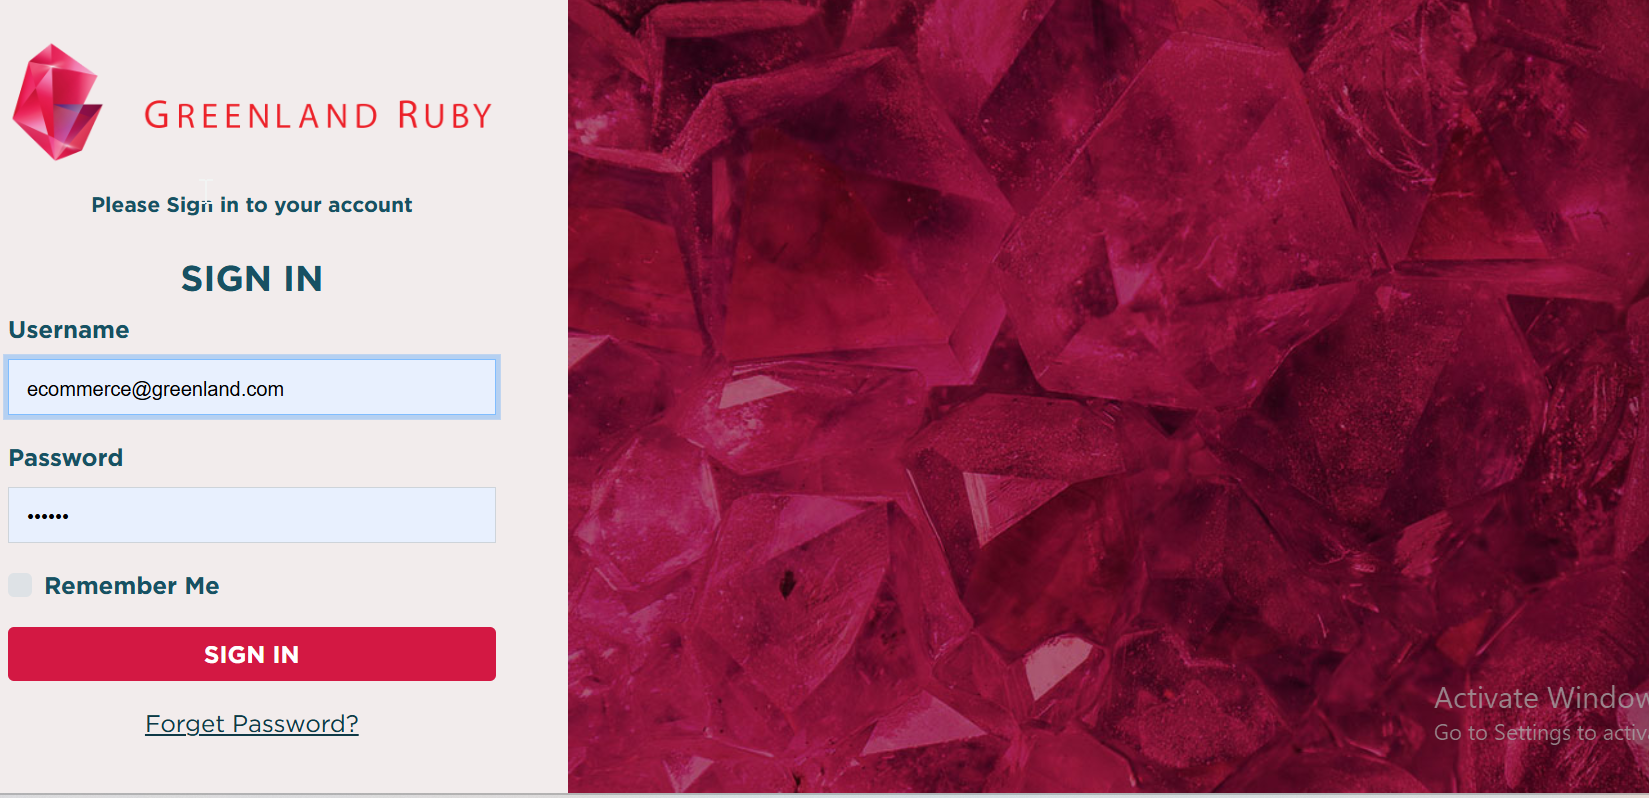 GREENLAND RUBY
Please Sign in to your account
SIGN IN
Username
ecommerce@greenland.com
Password
••••••
Remember Me
SIGN IN
Forget Password?
Activate Window
Go to Settings to activa